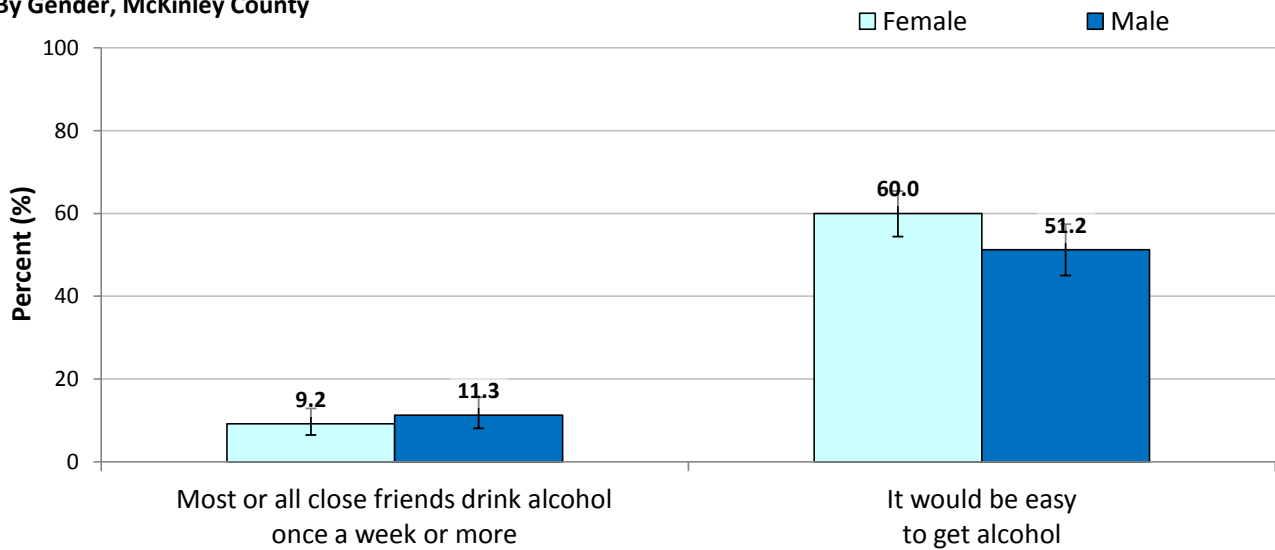 By Gender, McKinley County
Female Male
100
80
60
40
20
0
Percent (%)
9.2
11.3
60.0
51.2
Most or all close friends drink alcohol
once a week or more
It would be easy
to get alcohol